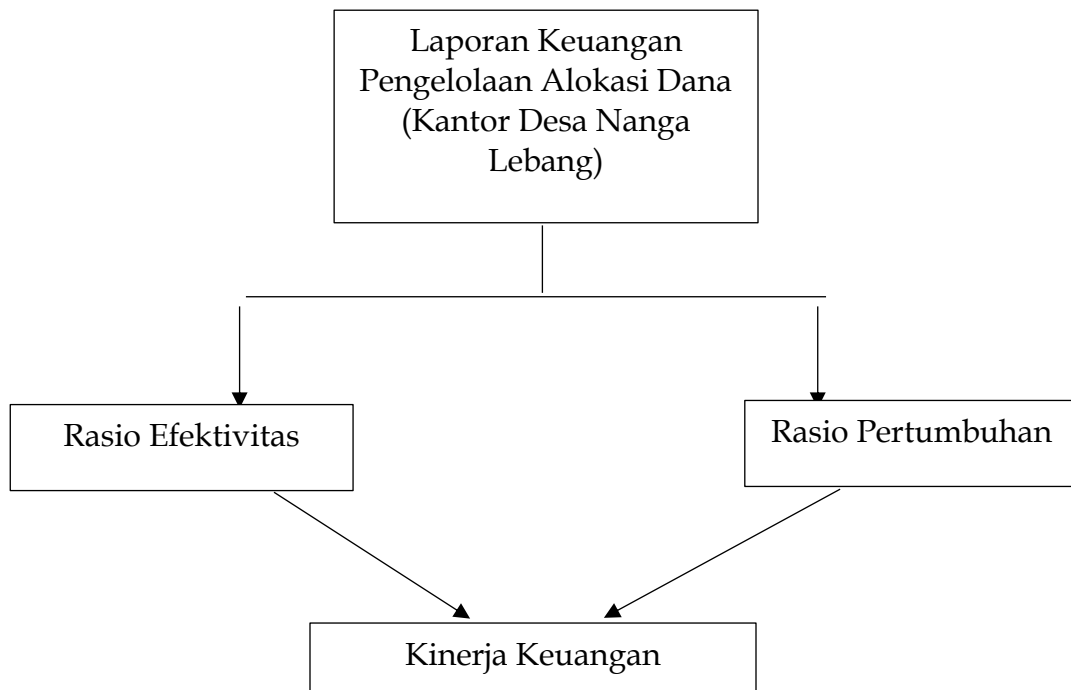 Laporan Keuangan
Pengelolaan Alokasi Dana
(Kantor Desa Nanga
Lebang)
Rasio Efektivitas
Rasio Pertumbuhan
Kinerja Keuangan